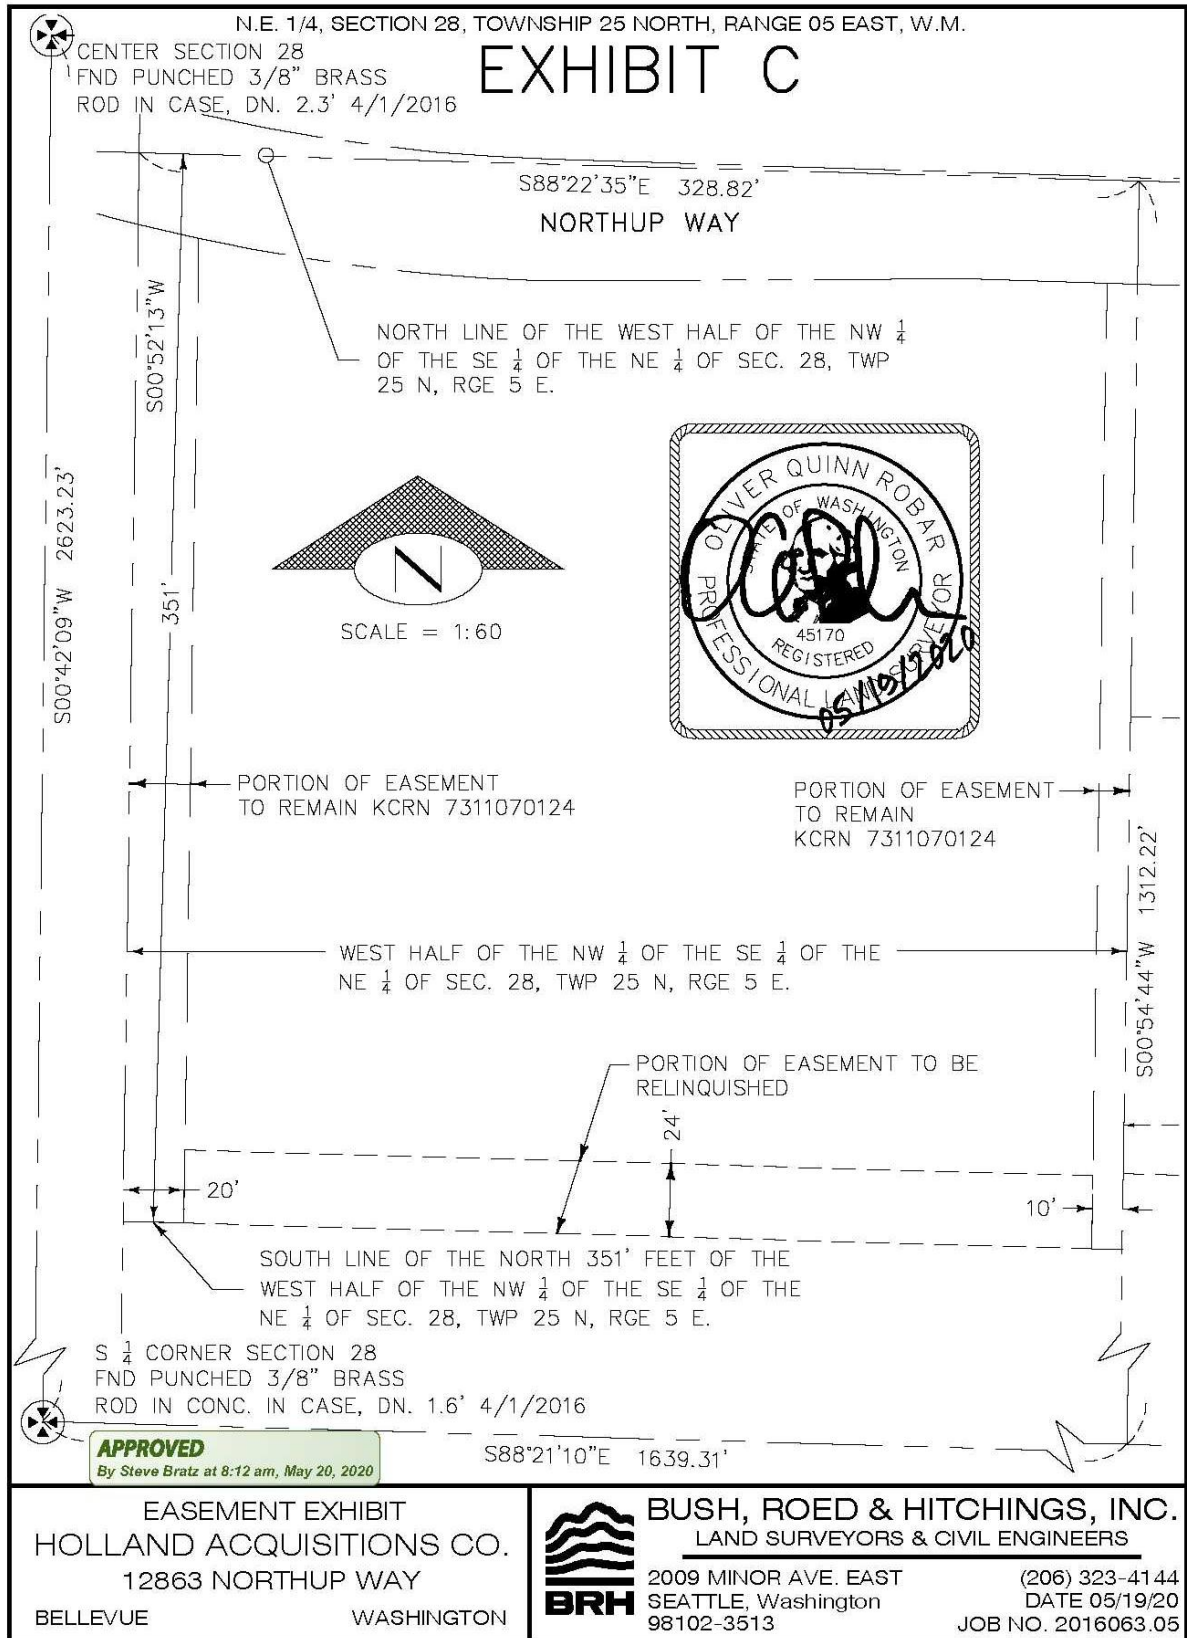 N.E. 1/4, SECTION 28, TOWNSHIP 25 NORTH, RANGE 05 EAST, W.M.
EXHIBIT C
CENTER SECTION 28
FND PUNCHED 3/8" BRASS
ROD IN CASE, DN. 2.3' 4/1/2016
S88°22'35"E 328.82'
NORTHUP WAY
S00°52'13"W
351'
S00°42'09"W 2623.23'
NORTH LINE OF THE WEST HALF OF THE NW 1/4
OF THE SE 1/4 OF THE NE 1/4 OF SEC. 28, TWP
25 N, RGE 5 E.
N
SCALE = 1:60
OLIVER QUINN ROBAR
STATE OF WASHINGTON
45170
REGISTERED
PROFESSIONAL LAND SURVEYOR
05/19/2020
PORTION OF EASEMENT
TO REMAIN KCRN 7311070124
PORTION OF EASEMENT
TO REMAIN
KCRN 7311070124
S00°54'44"W 1312.22'
WEST HALF OF THE NW 1/4 OF THE SE 1/4 OF THE
NE 1/4 OF SEC. 28, TWP 25 N, RGE 5 E.
PORTION OF EASEMENT TO BE
RELINQUISHED
24'
20'
10'
SOUTH LINE OF THE NORTH 351' FEET OF THE
WEST HALF OF THE NW 1/4 OF THE SE 1/4 OF THE
NE 1/4 OF SEC. 28, TWP 25 N, RGE 5 E.
S 1/4 CORNER SECTION 28
FND PUNCHED 3/8" BRASS
ROD IN CONC. IN CASE, DN. 1.6' 4/1/2016
S88°21'10"E 1639.31'
APPROVED
By Steve Bratz at 8:12 am, May 20, 2020
EASEMENT EXHIBIT
HOLLAND ACQUISITIONS CO.
12863 NORTHUP WAY
BELLEVUE WASHINGTON
BRH
BUSH, ROED & HITCHINGS, INC.
LAND SURVEYORS & CIVIL ENGINEERS
2009 MINOR AVE. EAST (206) 323-4144
SEATTLE, Washington DATE 05/19/20
98102-3513 JOB NO. 2016063.05